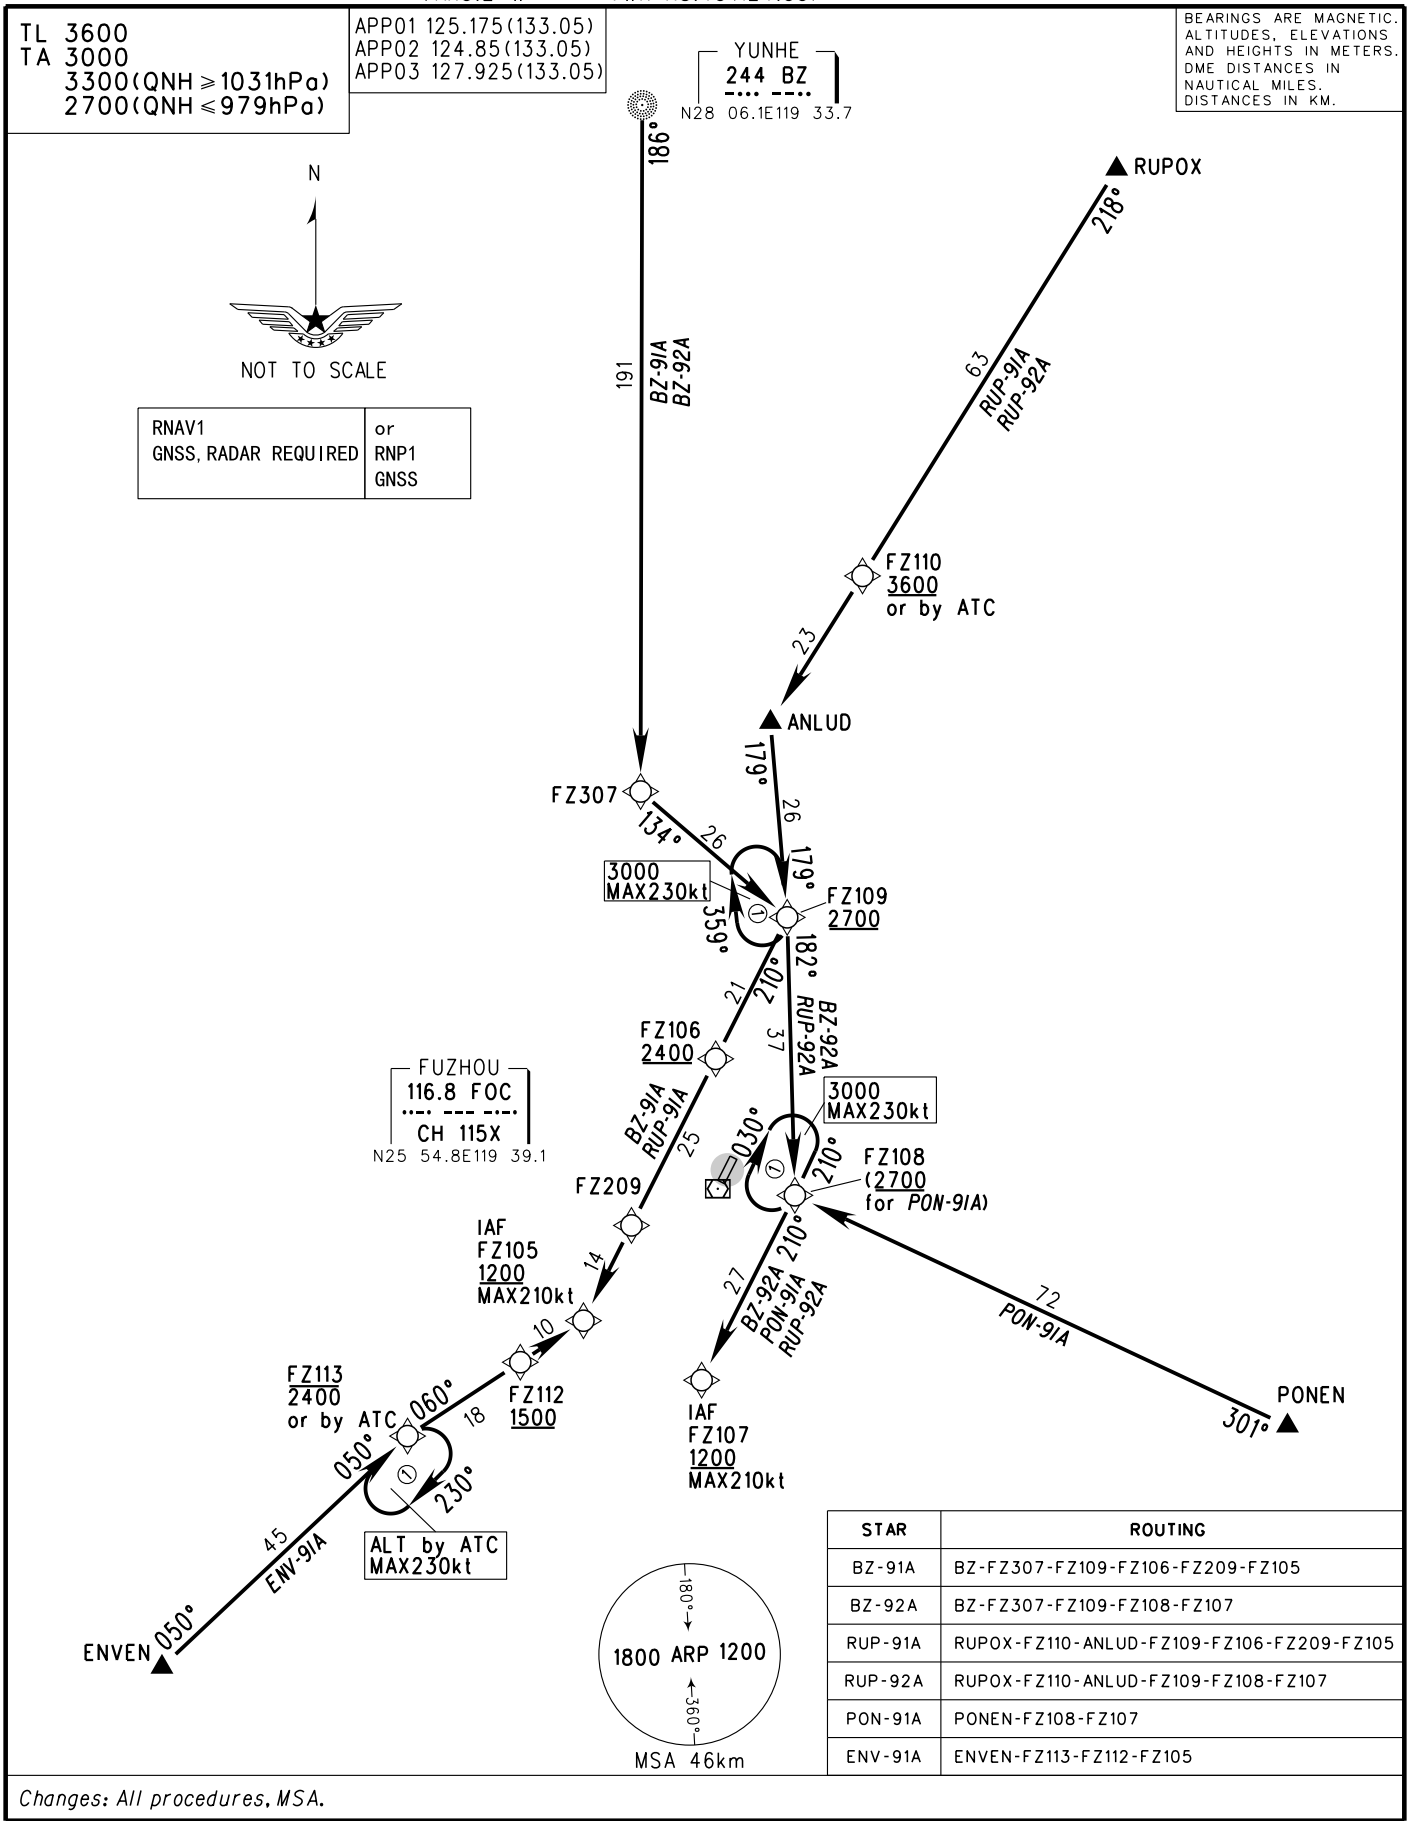 TL 3600
TA 3000
3300(QNH ≥ 1031hPa)
2700(QNH ≤ 979hPa)
APP01 125.175(133.05)
APP02 124.85(133.05)
APP03 127.925(133.05)
YUNHE
244 BZ
N28 06.1E119 33.7
BEARINGS ARE MAGNETIC.
ALTITUDES, ELEVATIONS
AND HEIGHTS IN METERS.
DME DISTANCES IN
NAUTICAL MILES.
DISTANCES IN KM.
186°
RUPOX
218°
N
NOT TO SCALE
191
BZ-91A
BZ-92A
63
RUP-91A
RUP-92A
RNAV1
GNSS, RADAR REQUIRED
or
RNP1
GNSS
FZ110
3600
or by ATC
23
ANLUD
179°
FZ307
134°
26
26
179°
3000
MAX230kt
359°
①
FZ109
2700
182°
210°
21
BZ-92A
RUP-92A
37
FZ106
2400
FUZHOU
116.8 FOC
CH 115X
N25 54.8E119 39.1
BZ-91A
RUP-91A
25
3000
MAX230kt
030°
210°
①
FZ108
(2700
for PON-91A)
FZ209
14
IAF
FZ105
1200
MAX210kt
210°
27
BZ-92A
PON-91A
RUP-92A
72
PON-91A
PONEN
301°
10
FZ112
1500
FZ113
2400
or by ATC
060°
18
050°
①
230°
IAF
FZ107
1200
MAX210kt
45
ENV-91A
ALT by ATC
MAX230kt
ENVEN
050°
180°
1800 ARP 1200
360°
MSA 46km
STAR ROUTING
BZ-91A BZ-FZ307-FZ109-FZ106-FZ209-FZ105
BZ-92A BZ-FZ307-FZ109-FZ108-FZ107
RUP-91A RUPOX-FZ110-ANLUD-FZ109-FZ106-FZ209-FZ105
RUP-92A RUPOX-FZ110-ANLUD-FZ109-FZ108-FZ107
PON-91A PONEN-FZ108-FZ107
ENV-91A ENVEN-FZ113-FZ112-FZ105
Changes: All procedures, MSA.